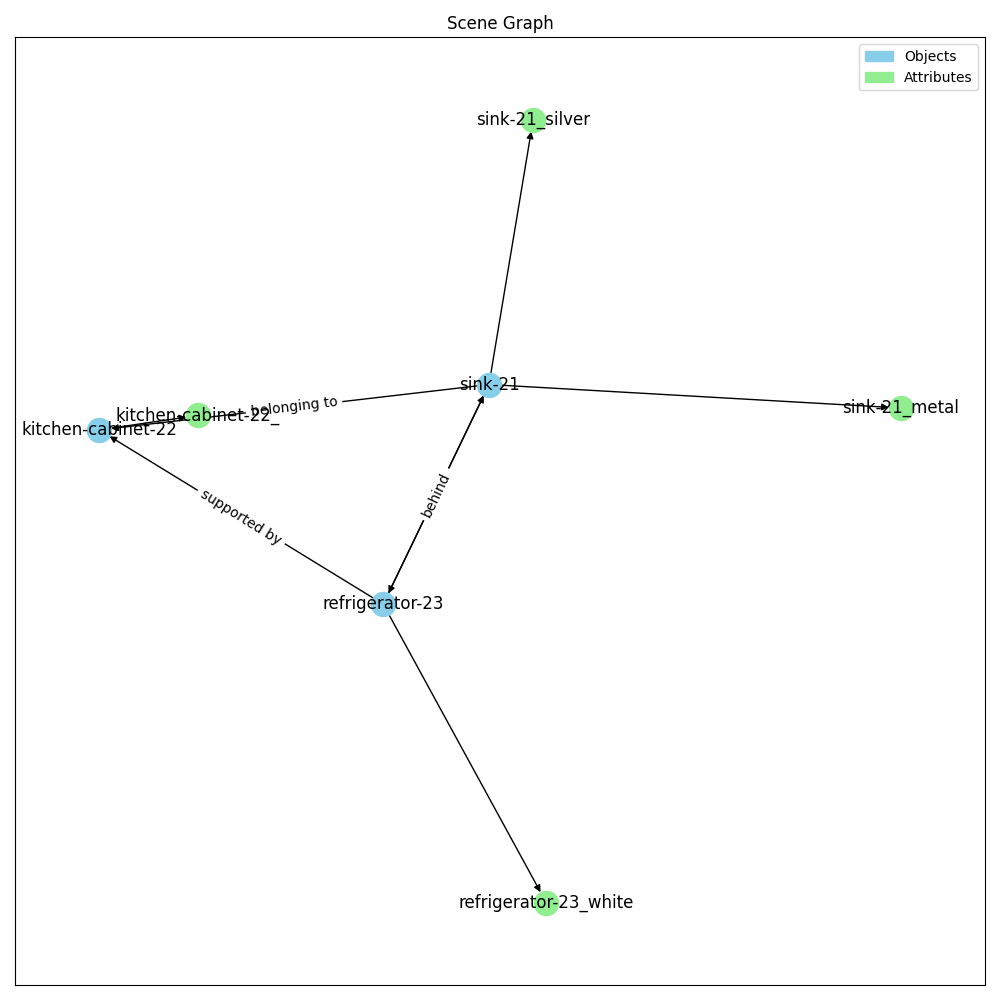 Scene Graph
Objects
Attributes
sink-21_silver
sink-21
sink-21_metal
belonging to
kitchen-cabinet-22_
kitchen-cabinet-22
behind
supported by
refrigerator-23
refrigerator-23_white